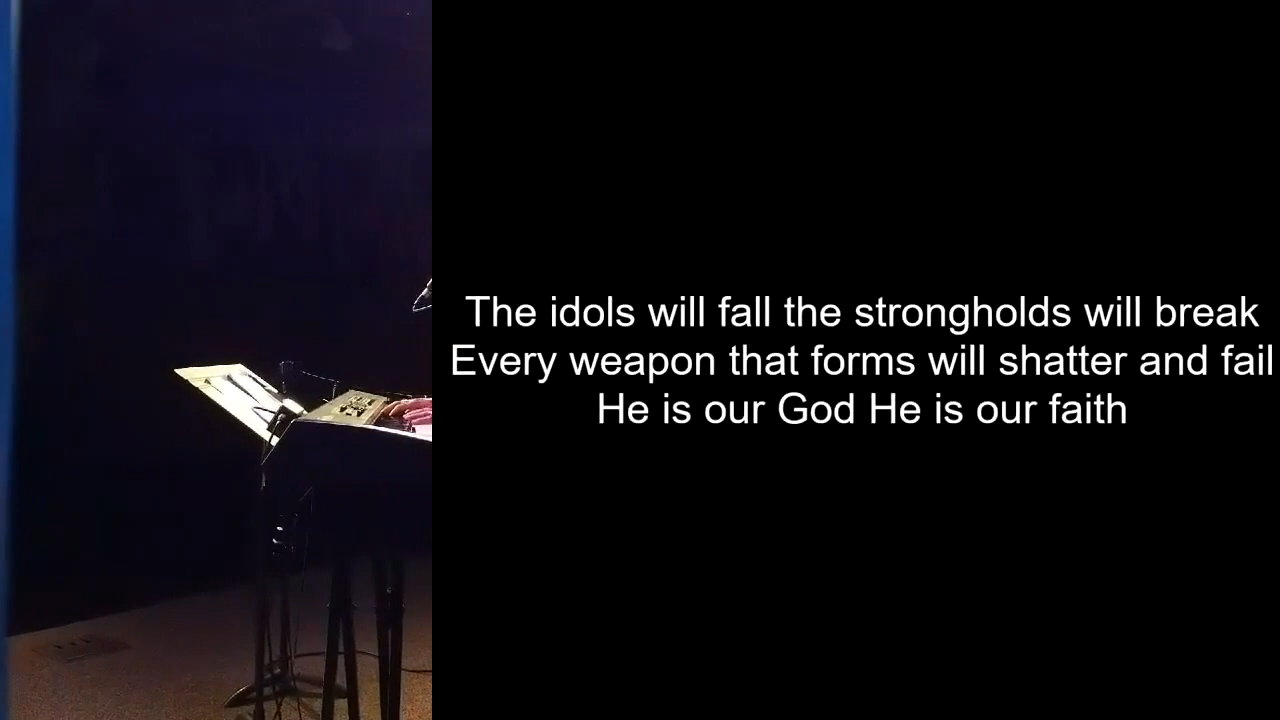 The idols will fall the strongholds will break
Every weapon that forms will shatter and fail
He is our God He is our faith